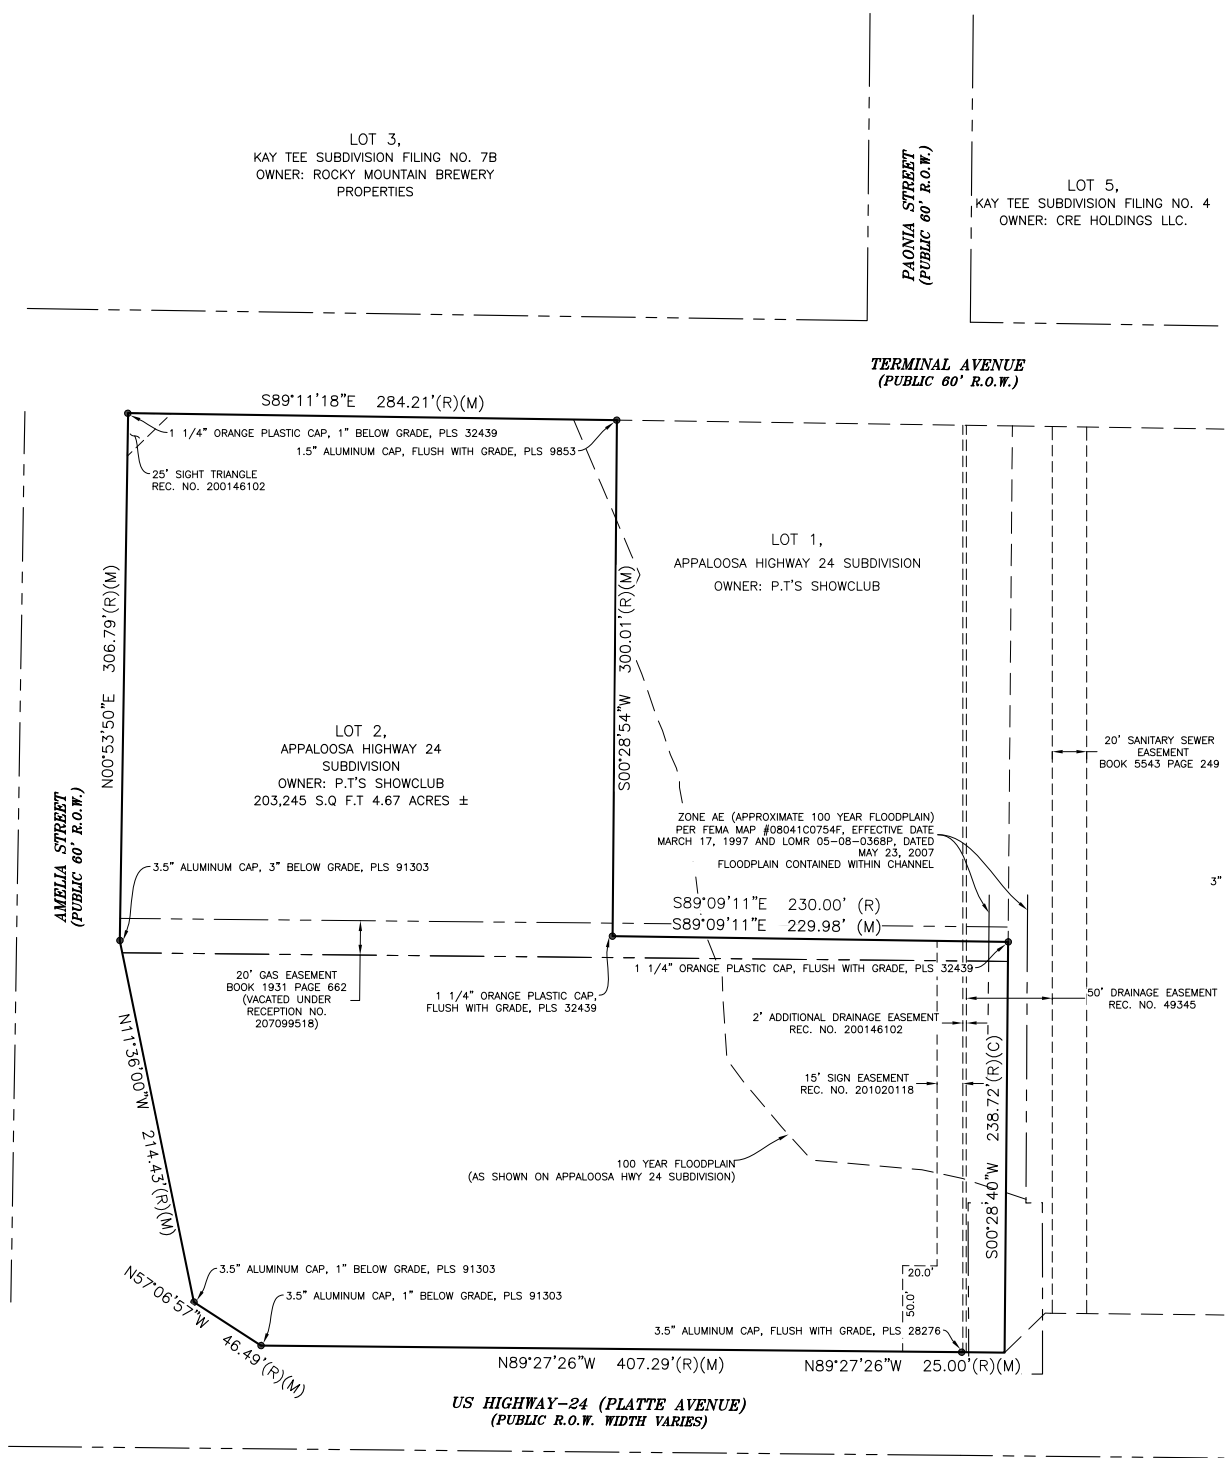 LOT 3,
KAY TEE SUBDIVISION FILING NO. 7B
OWNER: ROCKY MOUNTAIN BREWERY
PROPERTIES
PAONIA STREET
(PUBLIC 60' R.O.W.)
LOT 5,
KAY TEE SUBDIVISION FILING NO. 4
OWNER: CRE HOLDINGS LLC.
TERMINAL AVENUE
(PUBLIC 60' R.O.W.)
S89°11'18"E 284.21'(R)(M)
1 1/4" ORANGE PLASTIC CAP, 1" BELOW GRADE, PLS 32439
1.5" ALUMINUM CAP, FLUSH WITH GRADE, PLS 9853
25' SIGHT TRIANGLE
REC. NO. 200146102
LOT 1,
APPALOOSA HIGHWAY 24 SUBDIVISION
OWNER: P.T'S SHOWCLUB
N00°53'50"E 306.79'(R)(M)
S00°28'54"W 300.01'(R)(M)
LOT 2,
APPALOOSA HIGHWAY 24
SUBDIVISION
OWNER: P.T'S SHOWCLUB
203,245 S.Q F.T 4.67 ACRES ±
20' SANITARY SEWER
EASEMENT
BOOK 5543 PAGE 249
AMELIA STREET
(PUBLIC 60' R.O.W.)
ZONE AE (APPROXIMATE 100 YEAR FLOODPLAIN)
PER FEMA MAP #08041C0754F, EFFECTIVE DATE
MARCH 17, 1997 AND LOMR 05-08-0368P, DATED
MAY 23, 2007
FLOODPLAIN CONTAINED WITHIN CHANNEL
3.5" ALUMINUM CAP, 3" BELOW GRADE, PLS 91303
3"
S89°09'11"E 230.00' (R)
S89°09'11"E 229.98' (M)
1 1/4" ORANGE PLASTIC CAP, FLUSH WITH GRADE, PLS 32439
20' GAS EASEMENT
BOOK 1931 PAGE 662
(VACATED UNDER
RECEPTION NO.
207099518)
1 1/4" ORANGE PLASTIC CAP,
FLUSH WITH GRADE, PLS 32439
50' DRAINAGE EASEMENT
REC. NO. 49345
2' ADDITIONAL DRAINAGE EASEMENT
REC. NO. 200146102
15' SIGN EASEMENT
REC. NO. 201020118
N11°36'00"W 214.43'(R)(M)
S00°28'40"W 238.72'(R)(C)
100 YEAR FLOODPLAIN
(AS SHOWN ON APPALOOSA HWY 24 SUBDIVISION)
3.5" ALUMINUM CAP, 1" BELOW GRADE, PLS 91303
N57°06'57"W 46.49'(R)(M)
3.5" ALUMINUM CAP, 1" BELOW GRADE, PLS 91303
20.0'
50.0'
3.5" ALUMINUM CAP, FLUSH WITH GRADE, PLS 28276
N89°27'26"W 407.29'(R)(M)
N89°27'26"W 25.00'(R)(M)
US HIGHWAY-24 (PLATTE AVENUE)
(PUBLIC R.O.W. WIDTH VARIES)